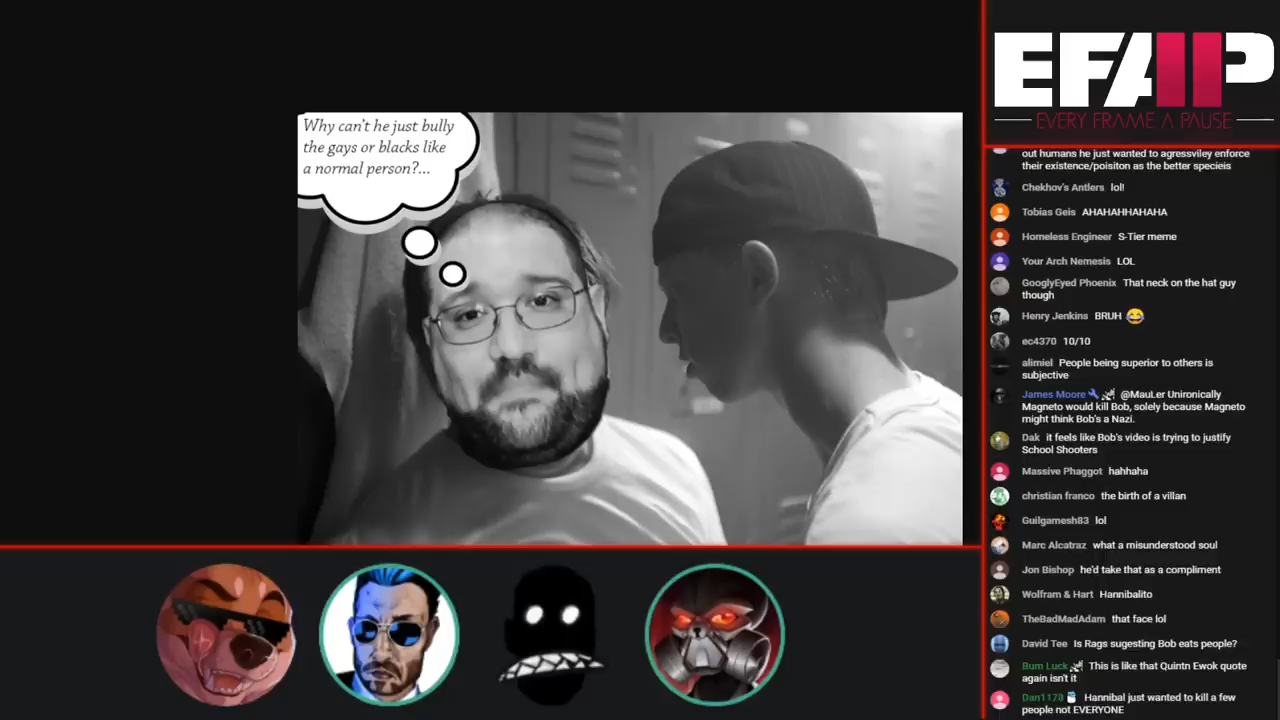 Why can't he just bully
the gays or blacks like
a normal person?...
EFAP
EVERY FRAME A PAUSE
out humans he just wanted to agressviley enforce
their existence/poisiton as the better specieis
Chekhov's Antlers lol!
Tobias Geis AHAHAHHAHAHA
Homeless Engineer S-Tier meme
Your Arch Nemesis LOL
GooglyEyed Phoenix That neck on the hat guy
though
Henry Jenkins BRUH 😂
ec4370 10/10
alimiel People being superior to others is
subjective
James Moore @MauLer Unironically
Magneto would kill Bob, solely because Magneto
might think Bob's a Nazi.
Dak it feels like Bob's video is trying to justify
School Shooters
Massive Phaggot hahhaha
christian franco the birth of a villan
Guilgamesh83 lol
Marc Alcatraz what a misunderstood soul
Jon Bishop he'd take that as a compliment
Wolfram & Hart Hannibalito
TheBadMadAdam that face lol
David Tee Is Rags sugesting Bob eats people?
Bum Luck This is like that Quintn Ewok quote
again isn't it
Dan1178 Hannibal just wanted to kill a few
people not EVERYONE